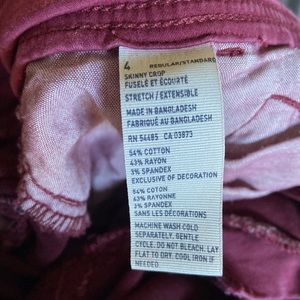 4 REGULAR/STANDARD
SKINNY CROP
FUSELÉ ET ÉCOURTÉ
STRETCH / EXTENSIBLE
MADE IN BANGLADESH
FABRIQUÉ AU BANGLADESH
RN 54485 CA 03873
54% COTTON
43% RAYON
3% SPANDEX
EXCLUSIVE OF DECORATION
54% COTON
43% RAYONNE
3% SPANDEX
SANS LES DÉCORATIONS
MACHINE WASH COLD
SEPARATELY, GENTLE
CYCLE. DO NOT BLEACH. LAY
FLAT TO DRY. COOL IRON IF
NEEDED